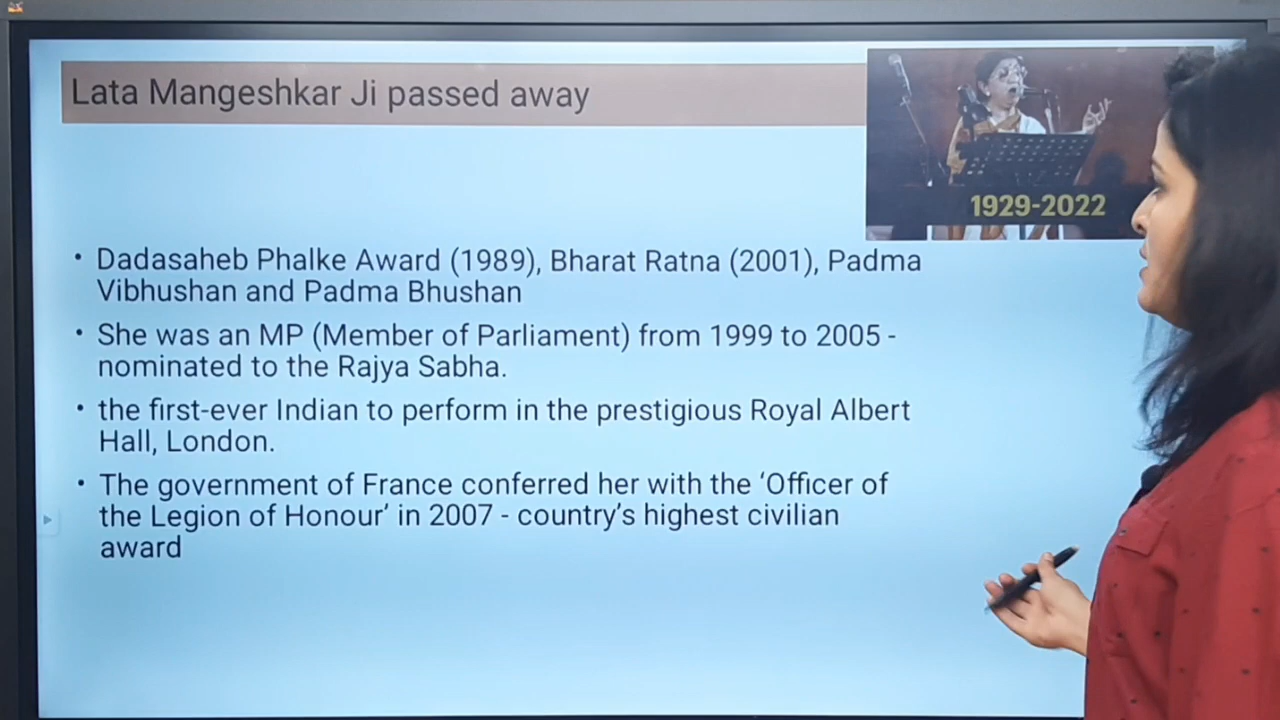 Lata Mangeshkar Ji passed away
1929-2022
• Dadasaheb Phalke Award (1989), Bharat Ratna (2001), Padma
Vibhushan and Padma Bhushan
• She was an MP (Member of Parliament) from 1999 to 2005 -
nominated to the Rajya Sabha.
• the first-ever Indian to perform in the prestigious Royal Albert
Hall, London.
• The government of France conferred her with the ‘Officer of
the Legion of Honour’ in 2007 - country’s highest civilian
award